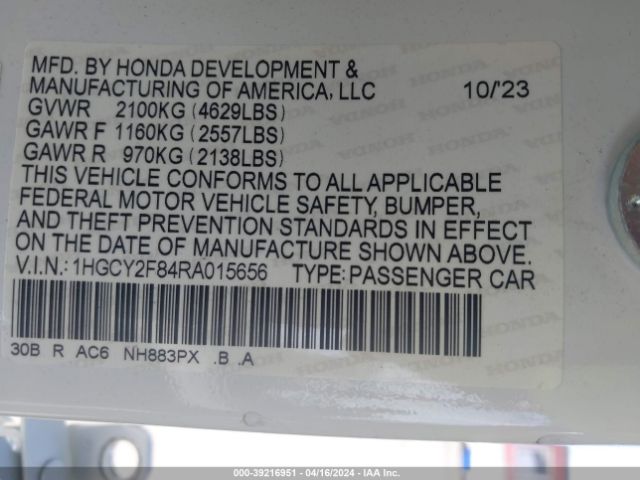 MFD. BY HONDA DEVELOPMENT &
MANUFACTURING OF AMERICA, LLC 10/'23
GVWR 2100KG (4629LBS)
GAWR F 1160KG (2557LBS)
GAWR R 970KG (2138LBS)
THIS VEHICLE CONFORMS TO ALL APPLICABLE
FEDERAL MOTOR VEHICLE SAFETY, BUMPER,
AND THEFT PREVENTION STANDARDS IN EFFECT
ON THE DATE OF MANUFACTURE SHOWN ABOVE.
V.I.N.: 1HGCY2F84RA015656 TYPE: PASSENGER CAR
30B R AC6 NH883PX .B .A
000-39216951 | 04/16/2024 | IAA Inc.